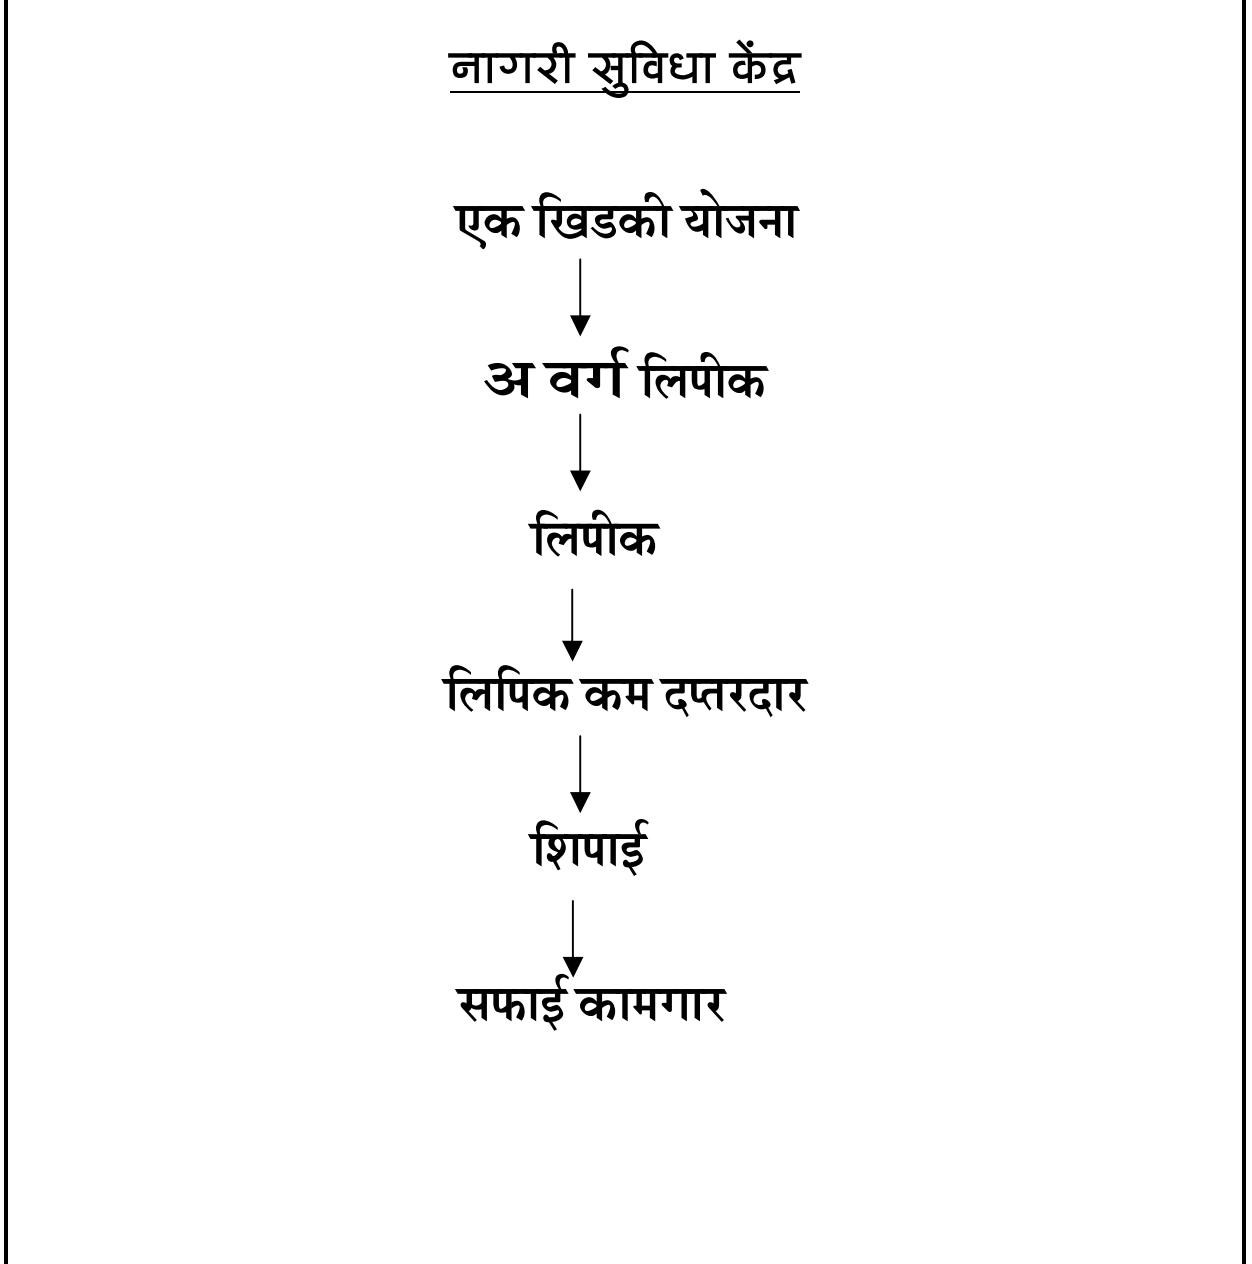 नागरी सुविधा केंद्र
एक खिडकी योजना
अ वर्ग लिपीक
लिपीक
लिपिक कम दप्तरदार
शिपाई
सफाई कामगार